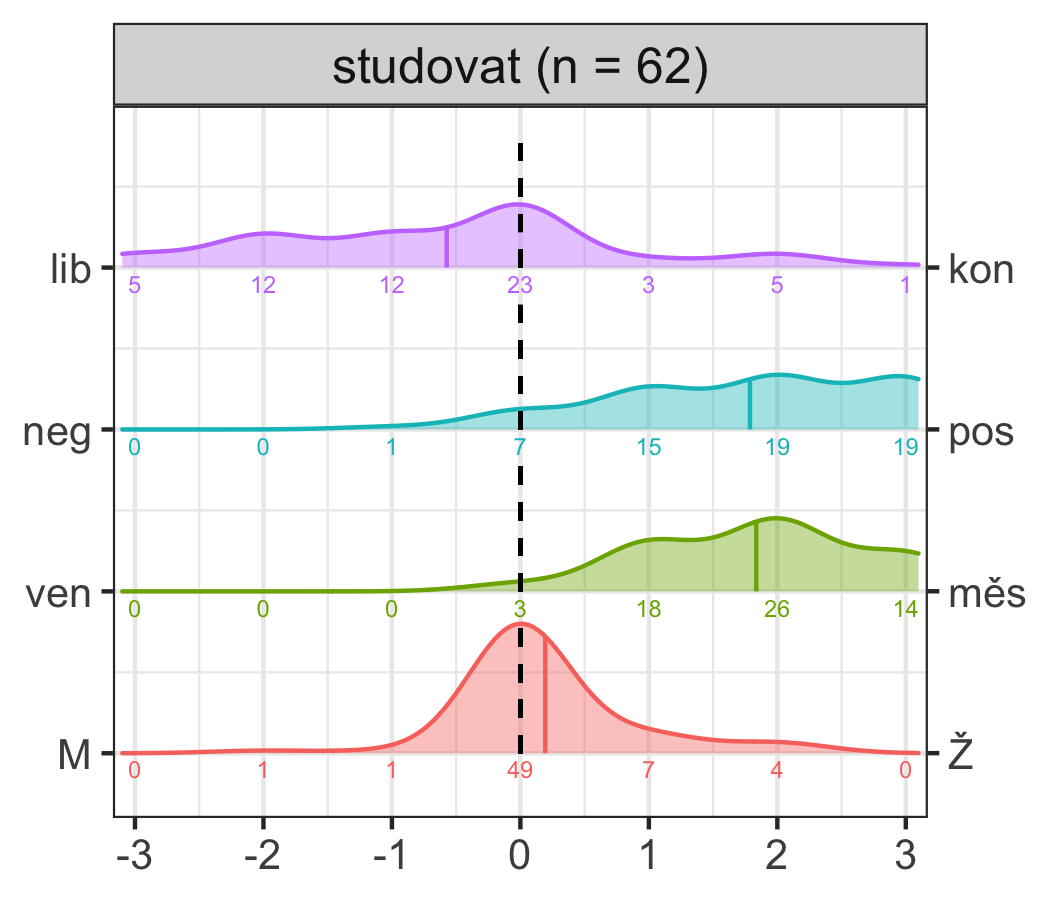 studovat (n = 62)
lib kon
5 12 12 23 3 5 1
neg pos
0 0 1 7 15 19 19
ven měs
0 0 0 3 18 26 14
M Ž
0 1 1 49 7 4 0
-3 -2 -1 0 1 2 3